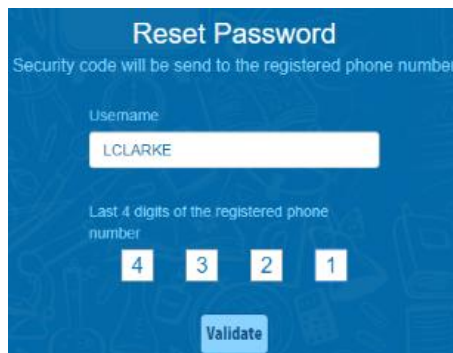 Reset Password
Security code will be send to the registered phone number
Username
LCLARKE
Last 4 digits of the registered phone
number
4 3 2 1
Validate